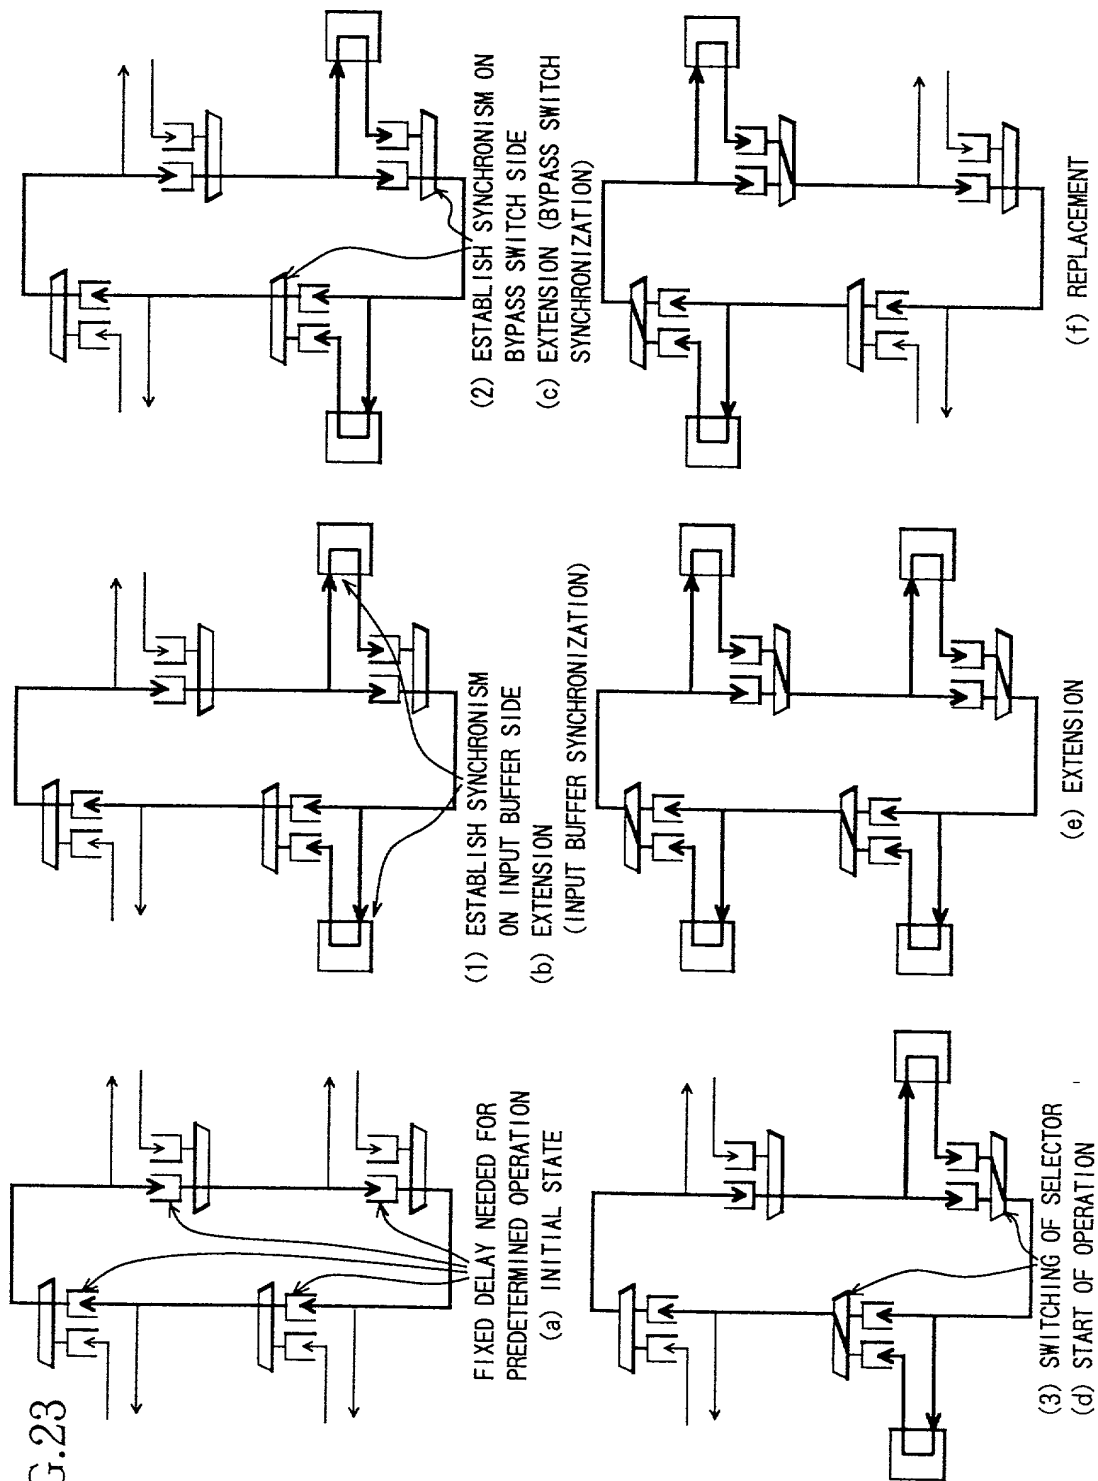 G.23
FIXED DELAY NEEDED FOR
PREDETERMINED OPERATION
(a) INITIAL STATE
(1) ESTABLISH SYNCHRONISM
ON INPUT BUFFER SIDE
(b) EXTENSION
(INPUT BUFFER SYNCHRONIZATION)
(2) ESTABLISH SYNCHRONISM ON
BYPASS SWITCH SIDE
(c) EXTENSION (BYPASS SWITCH
SYNCHRONIZATION)
(3) SWITCHING OF SELECTOR
(d) START OF OPERATION
(e) EXTENSION
(f) REPLACEMENT